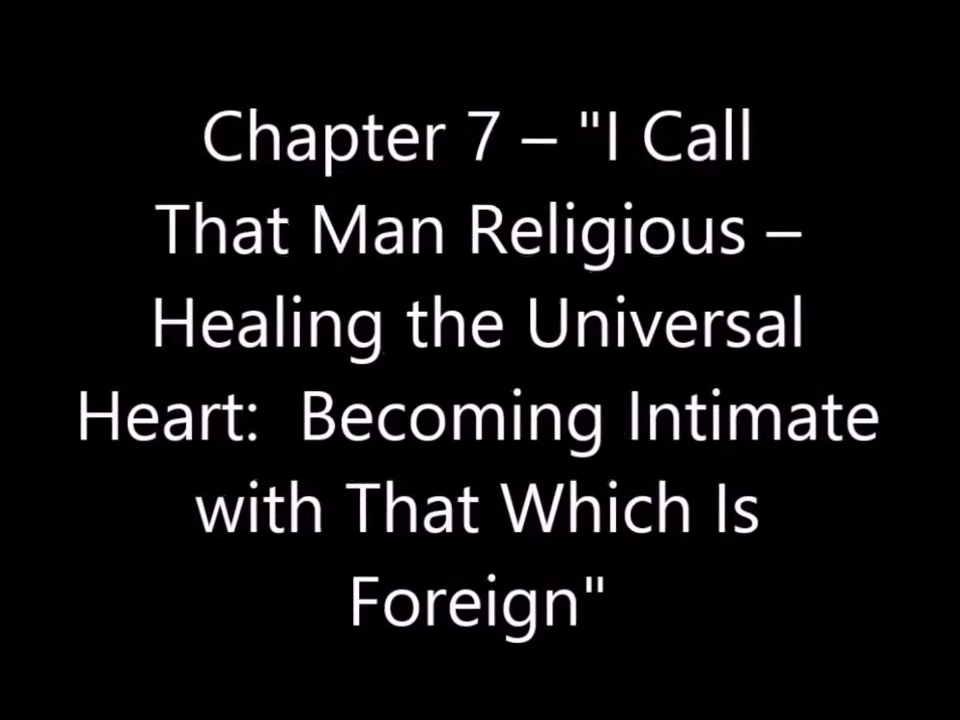 Chapter 7 – "I Call
That Man Religious –
Healing the Universal
Heart:  Becoming Intimate
with That Which Is
Foreign"